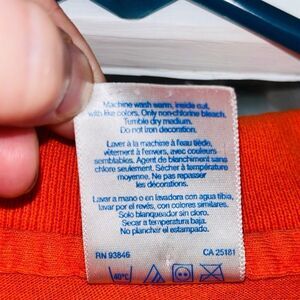 Machine wash warm, inside out,
with like colors. Only non-chlorine bleach.
Tumble dry medium.
Do not iron decoration.
Laver à la machine à l'eau tiède,
vêtement à l'envers, avec couleurs
semblables. Agent de blanchiment sans
chlore seulement. Sécher à température
moyenne. Ne pas repasser
les décorations.
Lavar a mano o en lavadora con agua tibia,
lavar por el revés, con colores similares.
Solo blanqueador sin cloro.
Secar a temperatura baja.
No planchar el estampado.
RN 93846 CA 25181
40°C